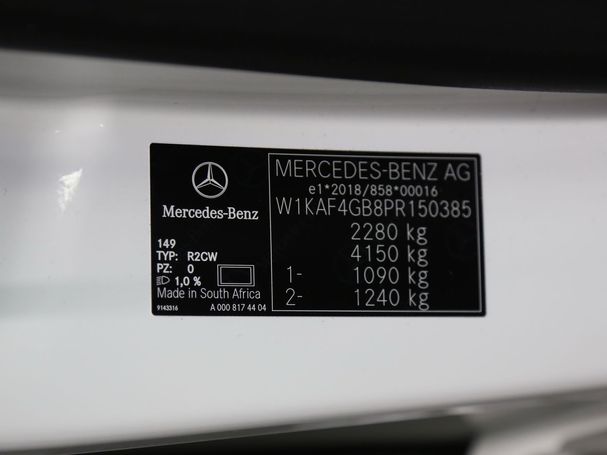 Mercedes-Benz
149
TYP: R2CW
PZ: 0
1,0 %
Made in South Africa
9143316 A 000 817 44 04
MERCEDES-BENZ AG
e1*2018/858*00016
W1KAF4GB8PR150385
2280 kg
4150 kg
1- 1090 kg
2- 1240 kg